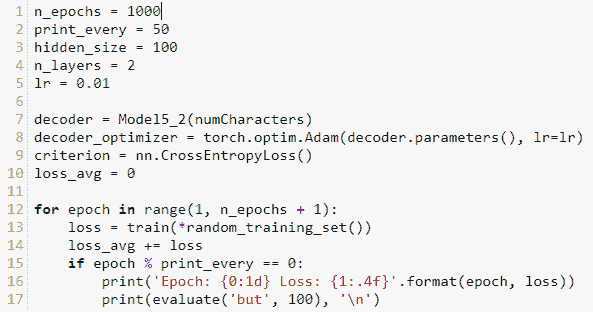 1 n_epochs = 1000
2 print_every = 50
3 hidden_size = 100
4 n_layers = 2
5 lr = 0.01
6
7 decoder = Model5_2(numCharacters)
8 decoder_optimizer = torch.optim.Adam(decoder.parameters(), lr=lr)
9 criterion = nn.CrossEntropyLoss()
10 loss_avg = 0
11
12 for epoch in range(1, n_epochs + 1):
13     loss = train(*random_training_set())
14     loss_avg += loss
15     if epoch % print_every == 0:
16         print('Epoch: {0:1d} Loss: {1:.4f}'.format(epoch, loss))
17         print(evaluate('but', 100), '\n')